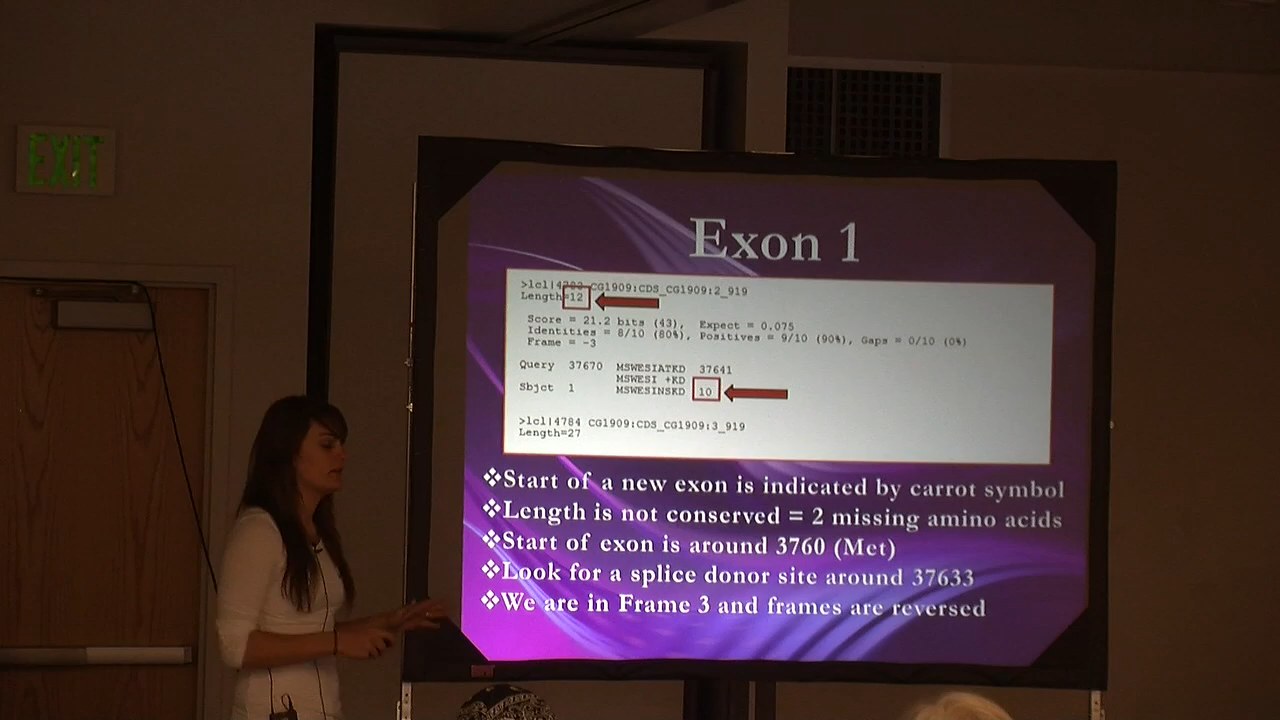 EXIT
Exon 1
>lcl|4783 CG1909:CDS_CG1909:2_919
Length=12
Score = 21.2 bits (43), Expect = 0.075
Identities = 8/10 (80%), Positives = 9/10 (90%), Gaps = 0/10 (0%)
Frame = -3
Query 37670 MSWESIATKD 37641
MSWESI +KD
Sbjct 1 MSWESINSKD 10
>lcl|4784 CG1909:CDS_CG1909:3_919
Length=27
❖Start of a new exon is indicated by carrot symbol
❖Length is not conserved = 2 missing amino acids
❖Start of exon is around 3760 (Met)
❖Look for a splice donor site around 37633
❖We are in Frame 3 and frames are reversed